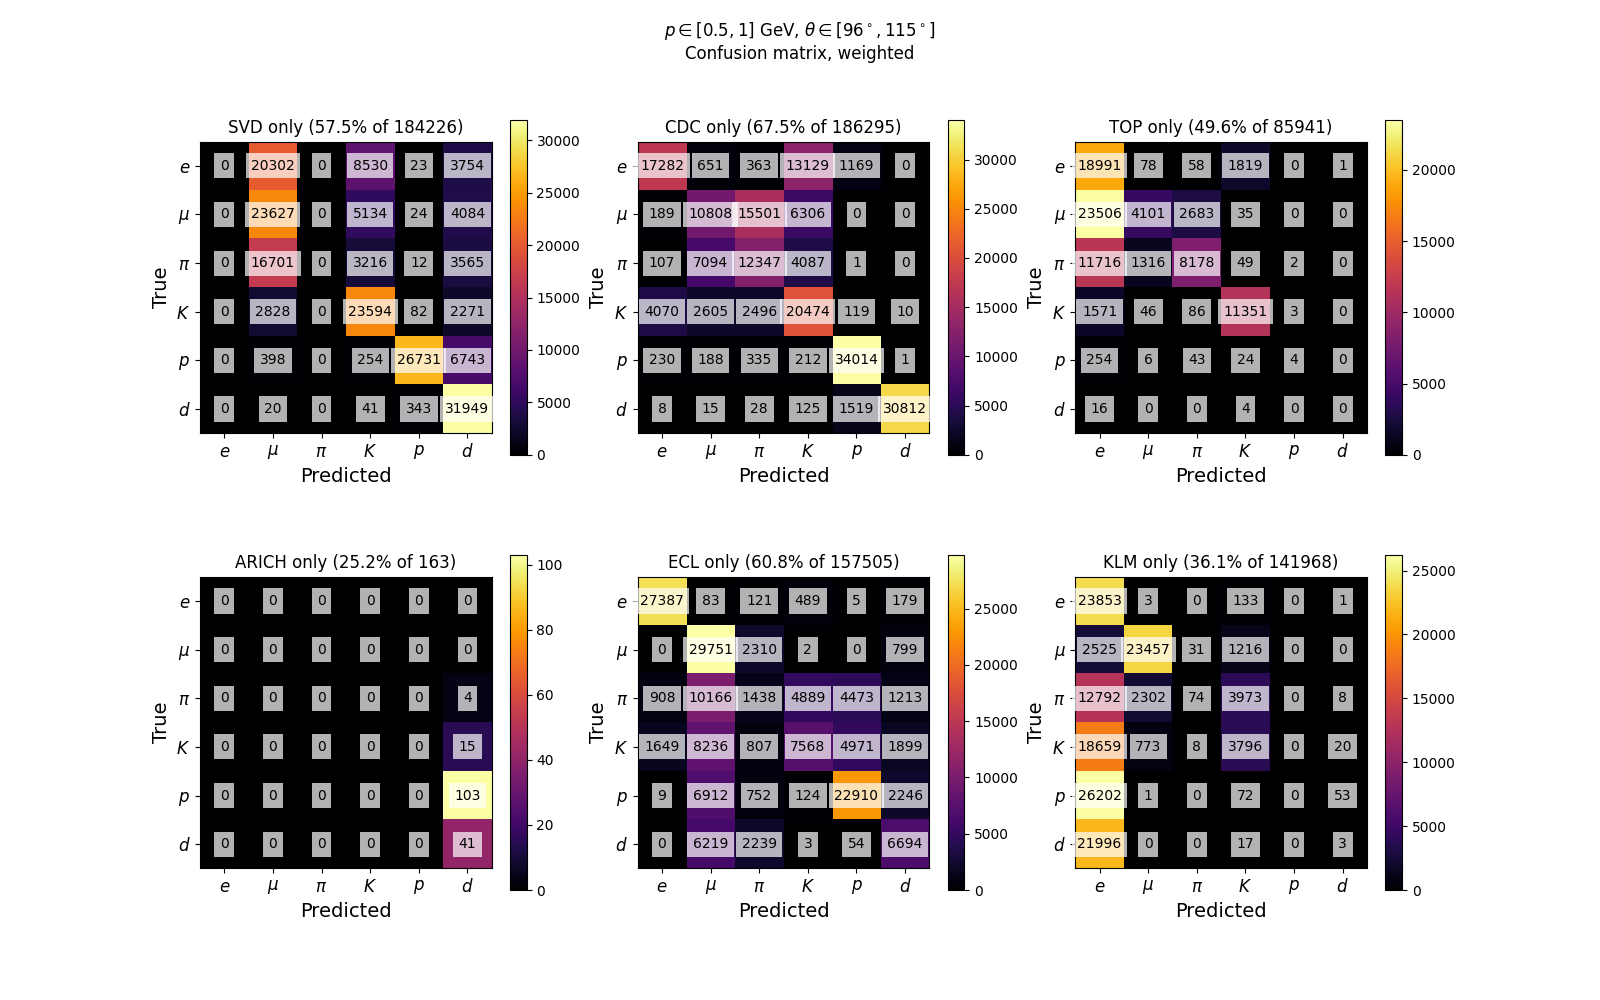 p ∈ [0.5, 1] GeV, θ ∈ [96°, 115°]
Confusion matrix, weighted
SVD only (57.5% of 184226)
e 0 20302 0 8530 23 3754
μ 0 23627 0 5134 24 4084
π 0 16701 0 3216 12 3565
K 0 2828 0 23594 82 2271
p 0 398 0 254 26731 6743
d 0 20 0 41 343 31949
e μ π K p d
Predicted
True
30000
25000
20000
15000
10000
5000
0
CDC only (67.5% of 186295)
e 17282 651 363 13129 1169 0
μ 189 10808 15501 6306 0 0
π 107 7094 12347 4087 1 0
K 4070 2605 2496 20474 119 10
p 230 188 335 212 34014 1
d 8 15 28 125 1519 30812
e μ π K p d
Predicted
True
30000
25000
20000
15000
10000
5000
0
TOP only (49.6% of 85941)
e 18991 78 58 1819 0 1
μ 23506 4101 2683 35 0 0
π 11716 1316 8178 49 2 0
K 1571 46 86 11351 3 0
p 254 6 43 24 4 0
d 16 0 0 4 0 0
e μ π K p d
Predicted
True
20000
15000
10000
5000
0
ARICH only (25.2% of 163)
e 0 0 0 0 0 0
μ 0 0 0 0 0 0
π 0 0 0 0 0 4
K 0 0 0 0 0 15
p 0 0 0 0 0 103
d 0 0 0 0 0 41
e μ π K p d
Predicted
True
100
80
60
40
20
0
ECL only (60.8% of 157505)
e 27387 83 121 489 5 179
μ 0 29751 2310 2 0 799
π 908 10166 1438 4889 4473 1213
K 1649 8236 807 7568 4971 1899
p 9 6912 752 124 22910 2246
d 0 6219 2239 3 54 6694
e μ π K p d
Predicted
True
25000
20000
15000
10000
5000
0
KLM only (36.1% of 141968)
e 23853 3 0 133 0 1
μ 2525 23457 31 1216 0 0
π 12792 2302 74 3973 0 8
K 18659 773 8 3796 0 20
p 26202 1 0 72 0 53
d 21996 0 0 17 0 3
e μ π K p d
Predicted
True
25000
20000
15000
10000
5000
0